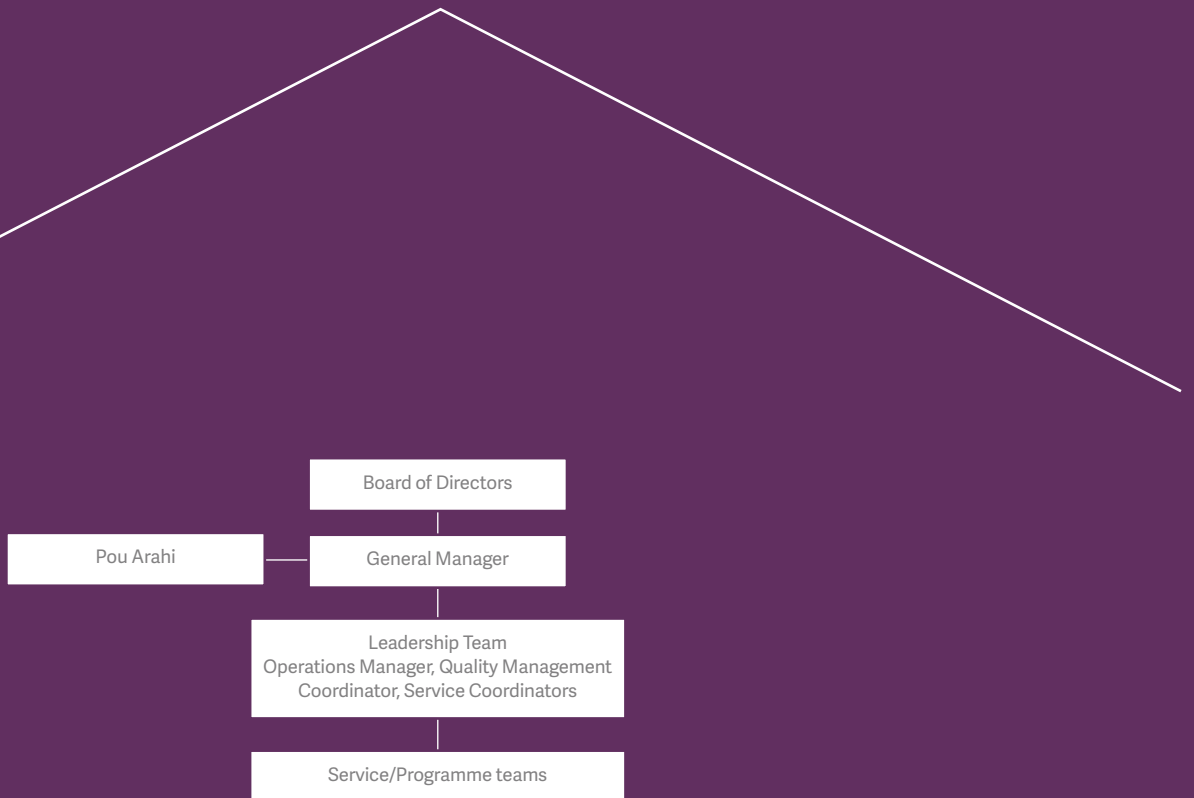 Board of Directors
Pou Arahi
General Manager
Leadership Team
Operations Manager, Quality Management
Coordinator, Service Coordinators
Service/Programme teams